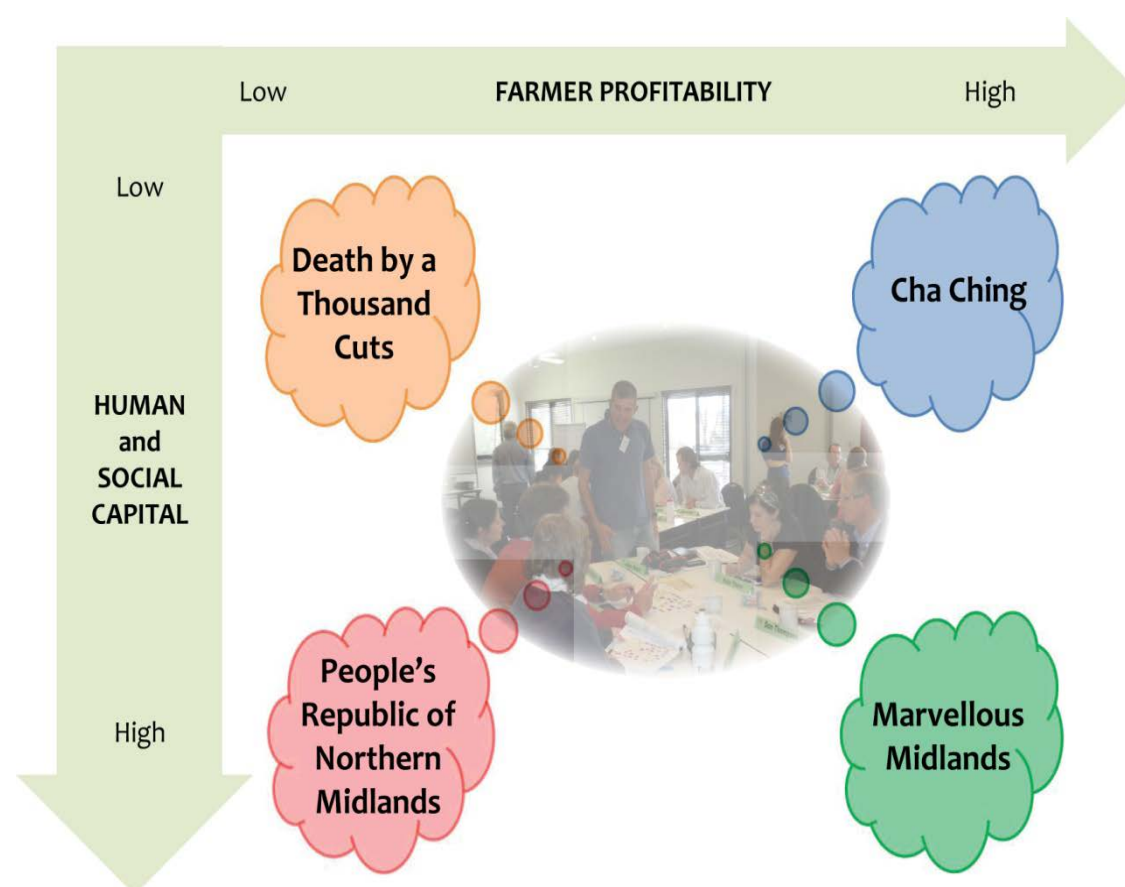 Low FARMER PROFITABILITY High
Low
Death by a
Thousand
Cuts
Cha Ching
HUMAN
and
SOCIAL
CAPITAL
People's
Republic of
Northern
Midlands
Marvellous
Midlands
High